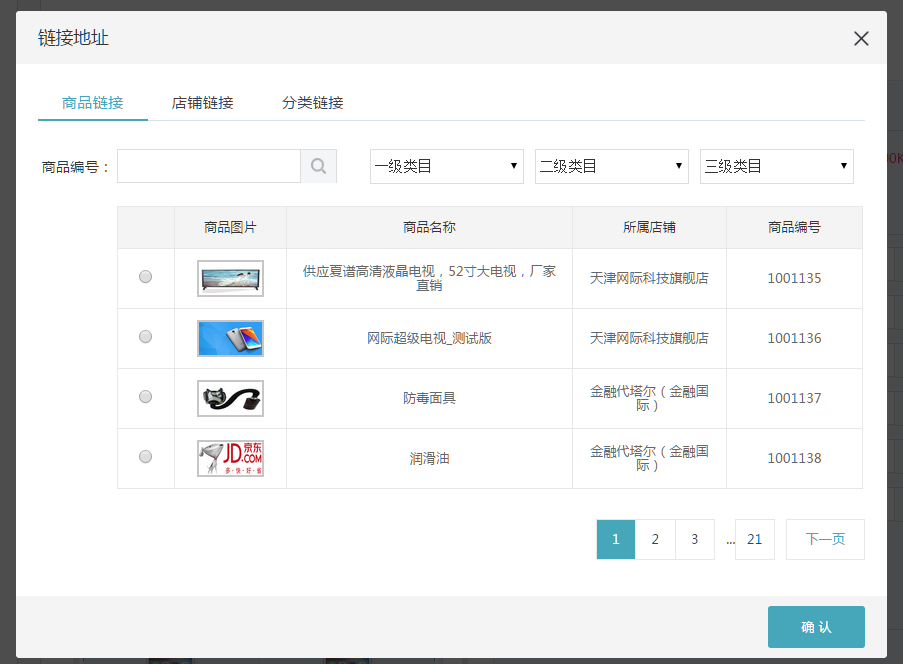 链接地址
商品链接 店铺链接 分类链接
商品编号： 一级类目 二级类目 三级类目
商品图片 商品名称 所属店铺 商品编号
供应夏谱高清液晶电视，52寸大电视，厂家
直销
天津网际科技旗舰店 1001135
网际超级电视_测试版 天津网际科技旗舰店 1001136
防毒面具
金融代塔尔（金融国
际）
1001137
JD 京东
.COM
多·快·好·省
润滑油
金融代塔尔（金融国
际）
1001138
1 2 3 ... 21 下一页
确 认